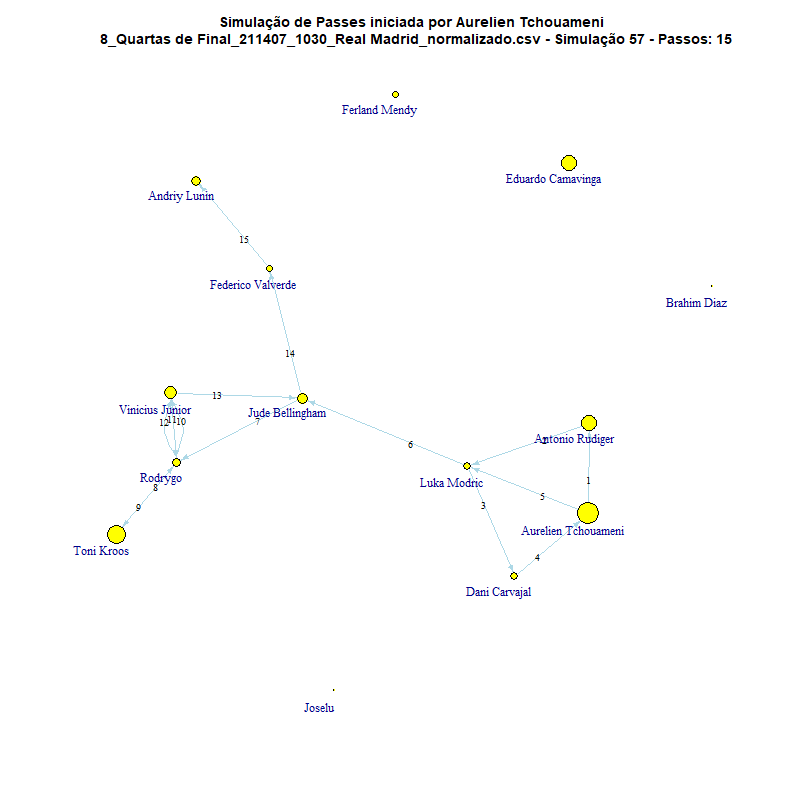 Simulação de Passes iniciada por Aurelien Tchouameni
8_Quartas de Final_211407_1030_Real Madrid_normalizado.csv - Simulação 57 - Passos: 15
Ferland Mendy
Eduardo Camavinga
Andriy Lunin
15
Federico Valverde
Brahim Diaz
14
13
Vinicius Junior
Jude Bellingham
12
11
10
7
Antonio Rudiger
2
6
Rodrygo
Luka Modric
1
8
5
9
3
Aurelien Tchouameni
Toni Kroos
4
Dani Carvajal
Joselu